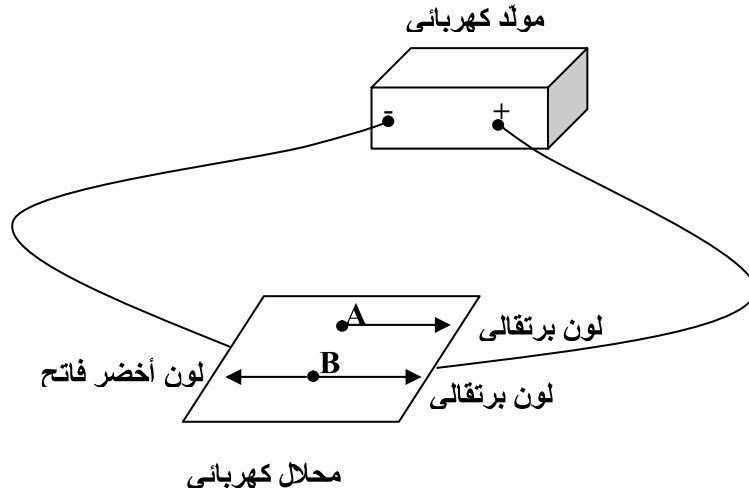 مولّد كهربائي
- +
A
لون برتقالي
B
لون أخضر فاتح
لون برتقالي
محلال كهربائي